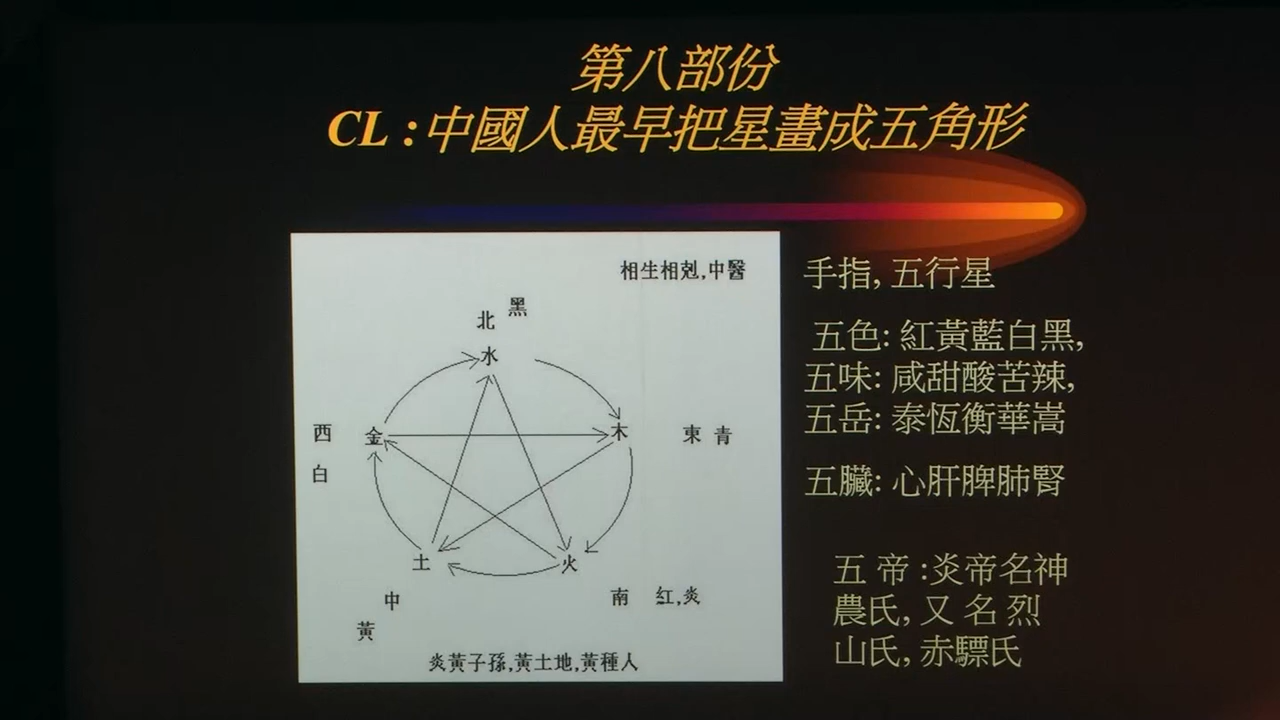 第八部份
CL :中國人最早把星畫成五角形
相生相剋,中醫
黑
北
水
西
金
木
東 青
白
土
火
中
南 紅,炎
黃
炎黃子孫,黃土地,黃種人
手指, 五行星
五色: 紅黃藍白黑,
五味: 咸甜酸苦辣,
五岳: 泰恆衡華嵩
五臟: 心肝脾肺腎
五 帝 :炎帝名神
農氏, 又 名 烈
山氏, 赤驃氏